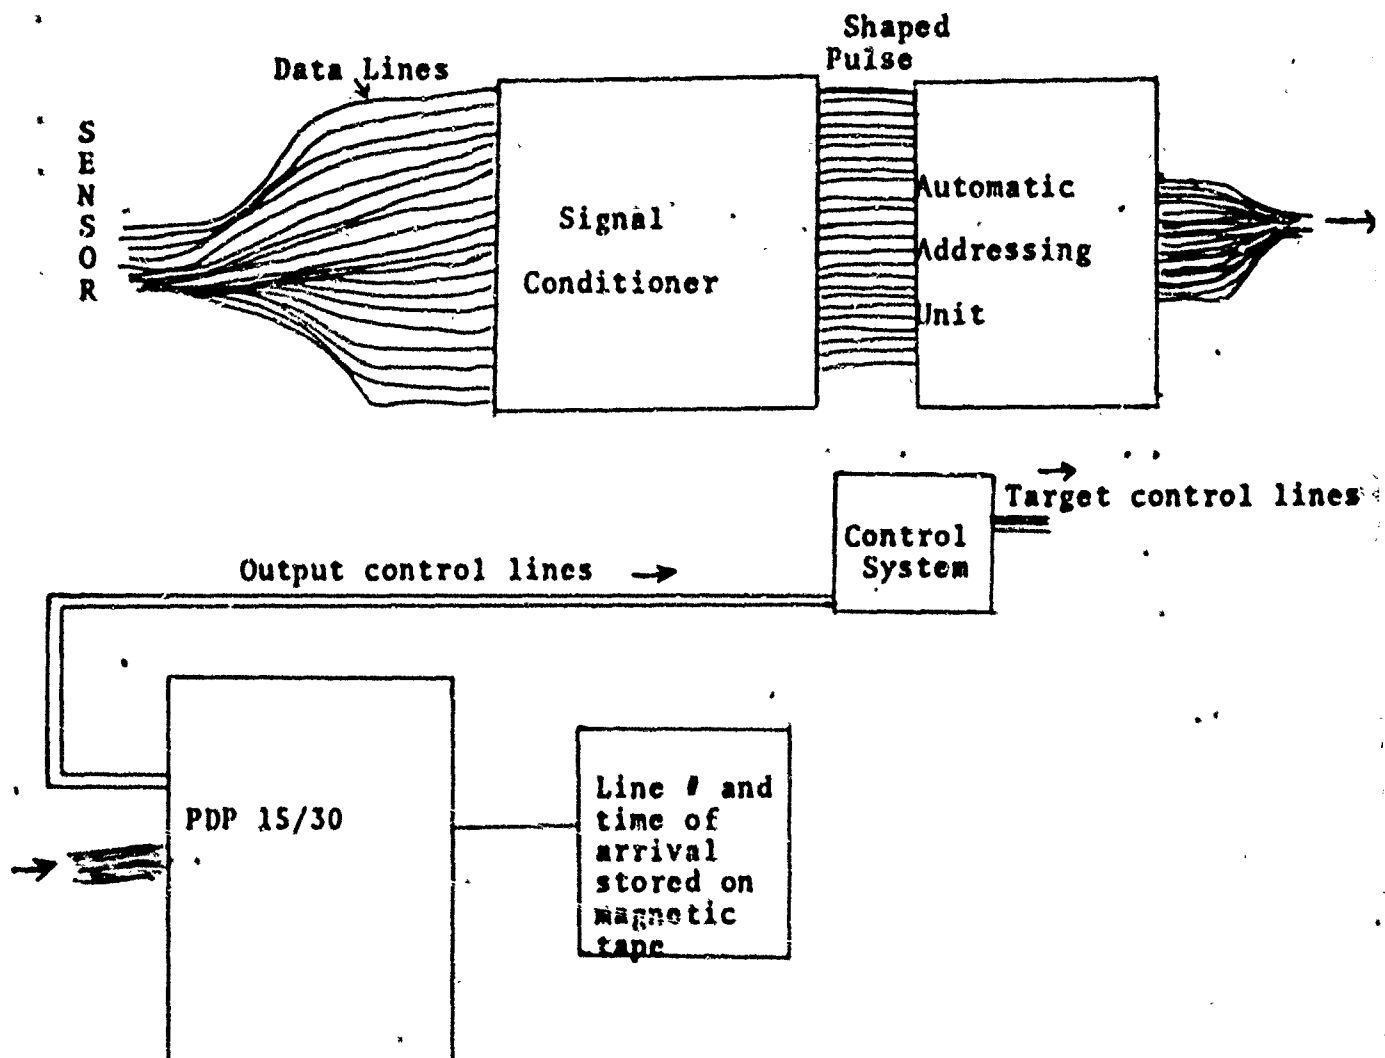 Shaped
Pulse
Data Lines
SENSOR
Signal
Conditioner
Automatic
Addressing
Unit
Target control lines
Control
System
Output control lines
PDP 15/30
Line # and
time of
arrival
stored on
magnetic
tape